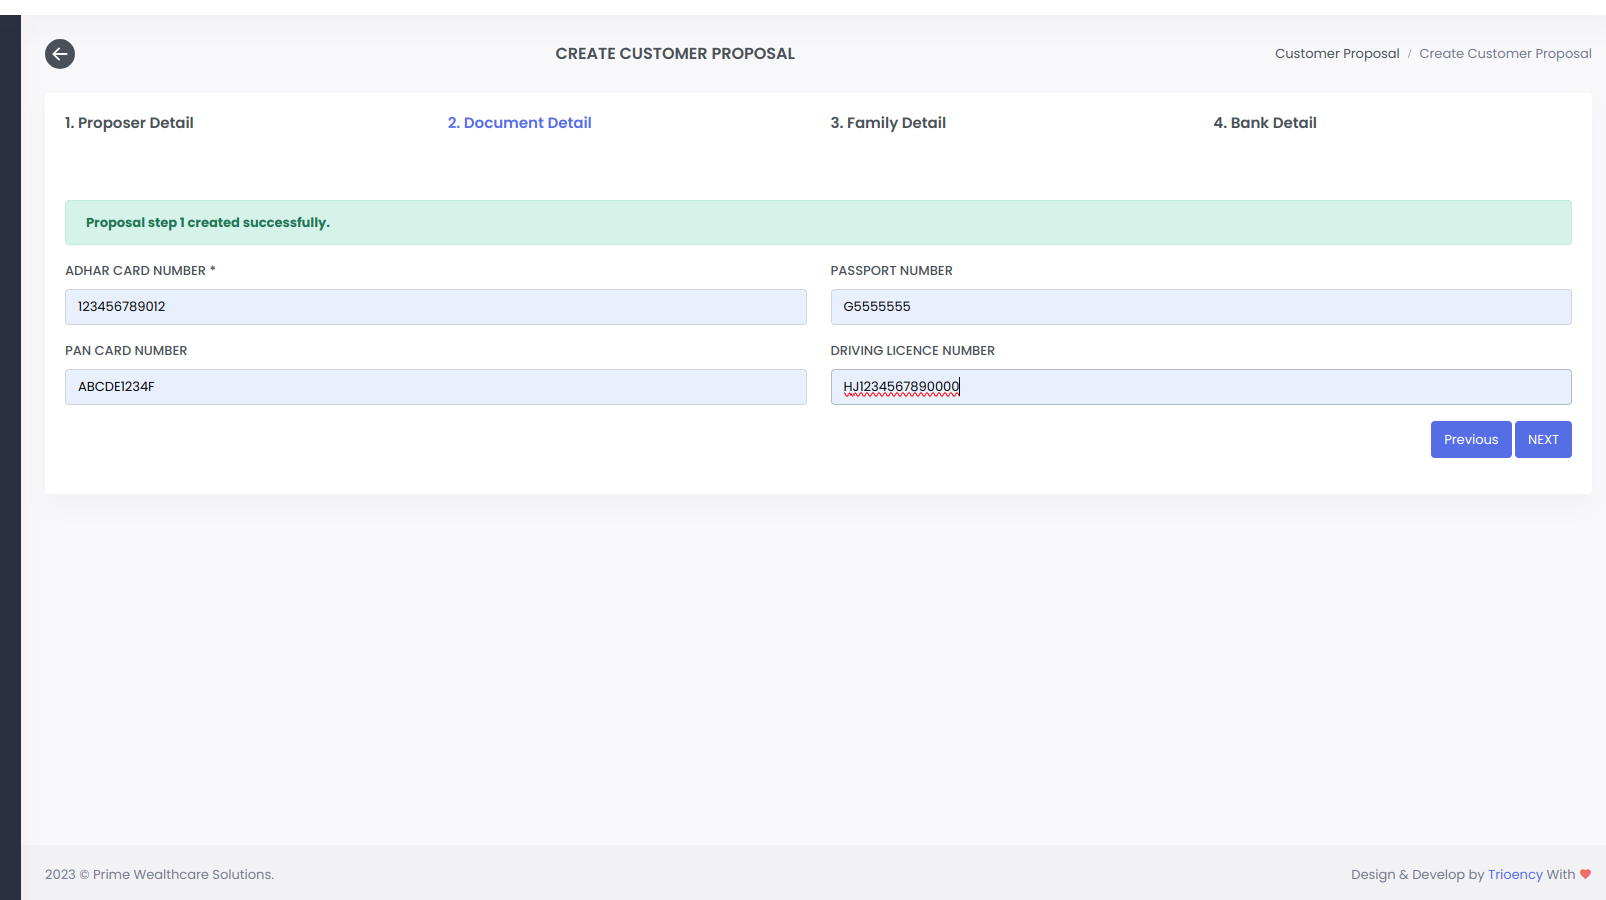 CREATE CUSTOMER PROPOSAL
Customer Proposal / Create Customer Proposal
1. Proposer Detail
2. Document Detail
3. Family Detail
4. Bank Detail
Proposal step 1 created successfully.
ADHAR CARD NUMBER *
123456789012
PASSPORT NUMBER
G5555555
PAN CARD NUMBER
ABCDE1234F
DRIVING LICENCE NUMBER
HJ1234567890000
Previous
NEXT
2023 © Prime Wealthcare Solutions.
Design & Develop by Trioency With